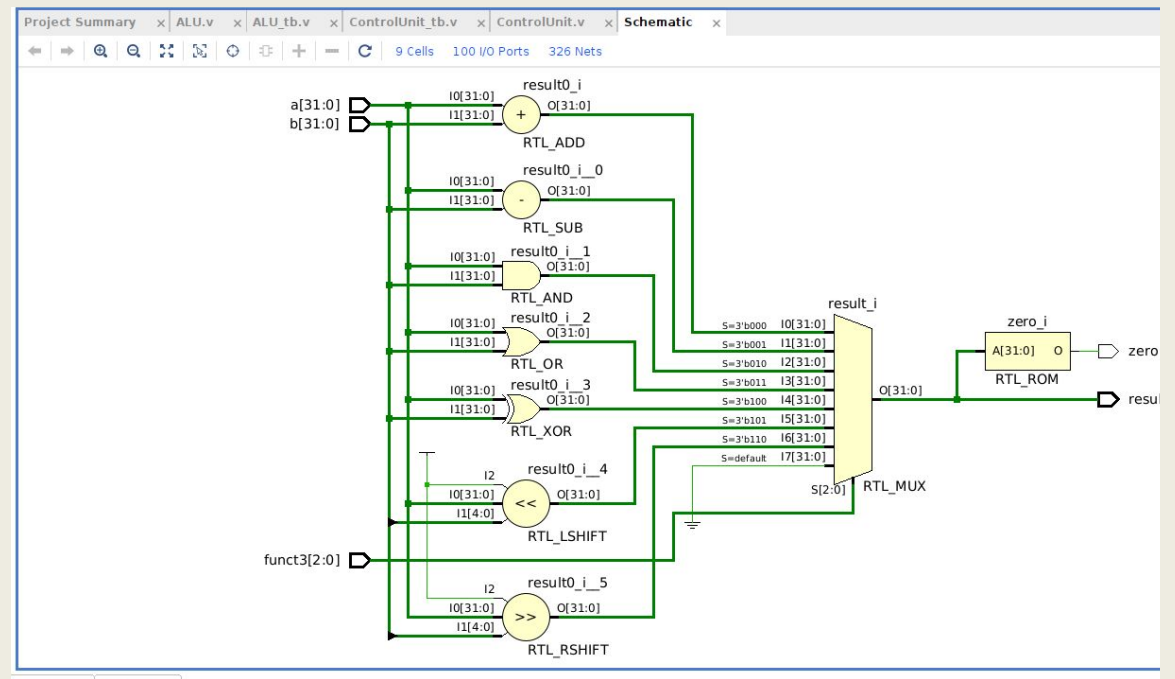 Project Summary × ALU.v × ALU_tb.v × ControlUnit_tb.v × ControlUnit.v × Schematic ×
9 Cells 100 I/O Ports 326 Nets
result0_i
a[31:0] I0[31:0] O[31:0]
b[31:0] I1[31:0] +
RTL_ADD
result0_i__0
I0[31:0] O[31:0]
I1[31:0] -
RTL_SUB
result0_i__1
I0[31:0] O[31:0]
I1[31:0]
RTL_AND
result0_i__2
I0[31:0] O[31:0]
I1[31:0]
RTL_OR
result0_i__3
I0[31:0] O[31:0]
I1[31:0]
RTL_XOR
result0_i__4
I2
I0[31:0] << O[31:0]
I1[4:0]
RTL_LSHIFT
funct3[2:0]
result0_i__5
I2
I0[31:0] >> O[31:0]
I1[4:0]
RTL_RSHIFT
result_i
S=3'b000 I0[31:0]
S=3'b001 I1[31:0]
S=3'b010 I2[31:0]
S=3'b011 I3[31:0]
S=3'b100 I4[31:0] O[31:0]
S=3'b101 I5[31:0]
S=3'b110 I6[31:0]
S=default I7[31:0]
S[2:0] RTL_MUX
zero_i
A[31:0] O zero
RTL_ROM
resul